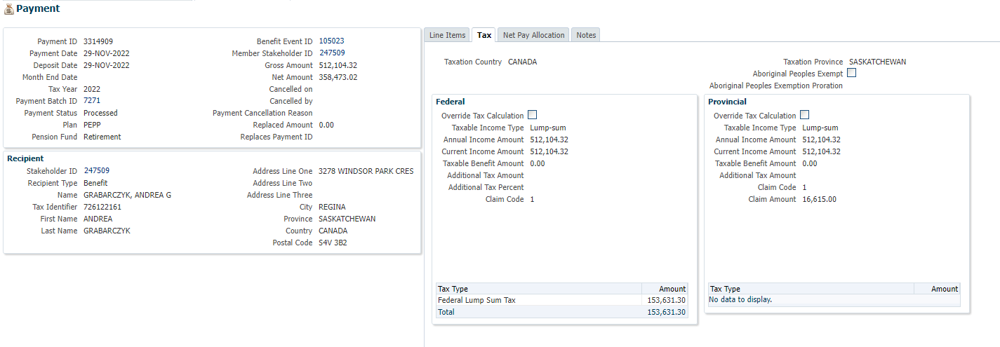 Payment
Payment ID 3314909
Payment Date 29-NOV-2022
Deposit Date 29-NOV-2022
Month End Date
Tax Year 2022
Payment Batch ID 7271
Payment Status Processed
Plan PEPP
Pension Fund Retirement
Benefit Event ID 105023
Member Stakeholder ID 247509
Gross Amount 512,104.32
Net Amount 358,473.02
Cancelled on
Cancelled by
Payment Cancellation Reason
Replaced Amount 0.00
Replaces Payment ID
Recipient
Stakeholder ID 247509
Recipient Type Benefit
Name GRABARCZYK, ANDREA G
Tax Identifier 726122161
First Name ANDREA
Last Name GRABARCZYK
Address Line One 3278 WINDSOR PARK CRES
Address Line Two
Address Line Three
City REGINA
Province SASKATCHEWAN
Country CANADA
Postal Code S4V 3B2
Line Items Tax Net Pay Allocation Notes
Taxation Country CANADA
Taxation Province SASKATCHEWAN
Aboriginal Peoples Exempt
Aboriginal Peoples Exemption Proration
Federal
Override Tax Calculation
Taxable Income Type Lump-sum
Annual Income Amount 512,104.32
Current Income Amount 512,104.32
Taxable Benefit Amount 0.00
Additional Tax Amount
Additional Tax Percent
Claim Code 1
Tax Type Amount
Federal Lump Sum Tax 153,631.30
Total 153,631.30
Provincial
Override Tax Calculation
Taxable Income Type Lump-sum
Annual Income Amount 512,104.32
Current Income Amount 512,104.32
Taxable Benefit Amount 0.00
Additional Tax Amount
Claim Code 1
Claim Amount 16,615.00
Tax Type Amount
No data to display.